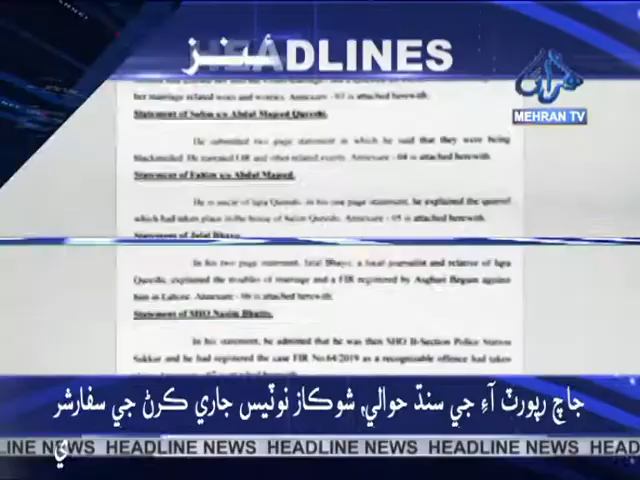 HEADLINES
MEHRAN TV
her marriage related woes and worries. Annexure - 03 is attached herewith.
Statement of Salim s/o Abdul Majeed Qureshi.
He submitted two page statement in which he said that they were being
blackmailed. He narrated FIR and other related events. Annexure - 04 is attached herewith.
Statement of Fahim s/o Abdul Majeed.
He is uncle of Iqra Qureshi, in his one page statement, he explained the quarrel
which had taken place in the house of Salim Qureshi. Annexure - 05 is attached herewith.
Statement of Jalal Bhayo.
In his two page statement, Jalal Bhayo, a local journalist and relative of Iqra
Qureshi, explained the troubles of marriage and a FIR registered by Asghari Begum against
him in Lahore. Annexure - 06 is attached herewith.
Statement of SHO Nasim Bhutto.
In his statement, he admitted that he was then SHO B-Section Police Station
Sukkur and he had registered the case FIR No.64/2019 as a recognizable offence had taken
جاچ رپورٽ آءِ جي سنڌ حوالي، شوڪاز نوٽيس جاري ڪرڻ جي سفارش
HEADLINE NEWS HEADLINE NEWS HEADLINE NEWS HEADLINE NEWS